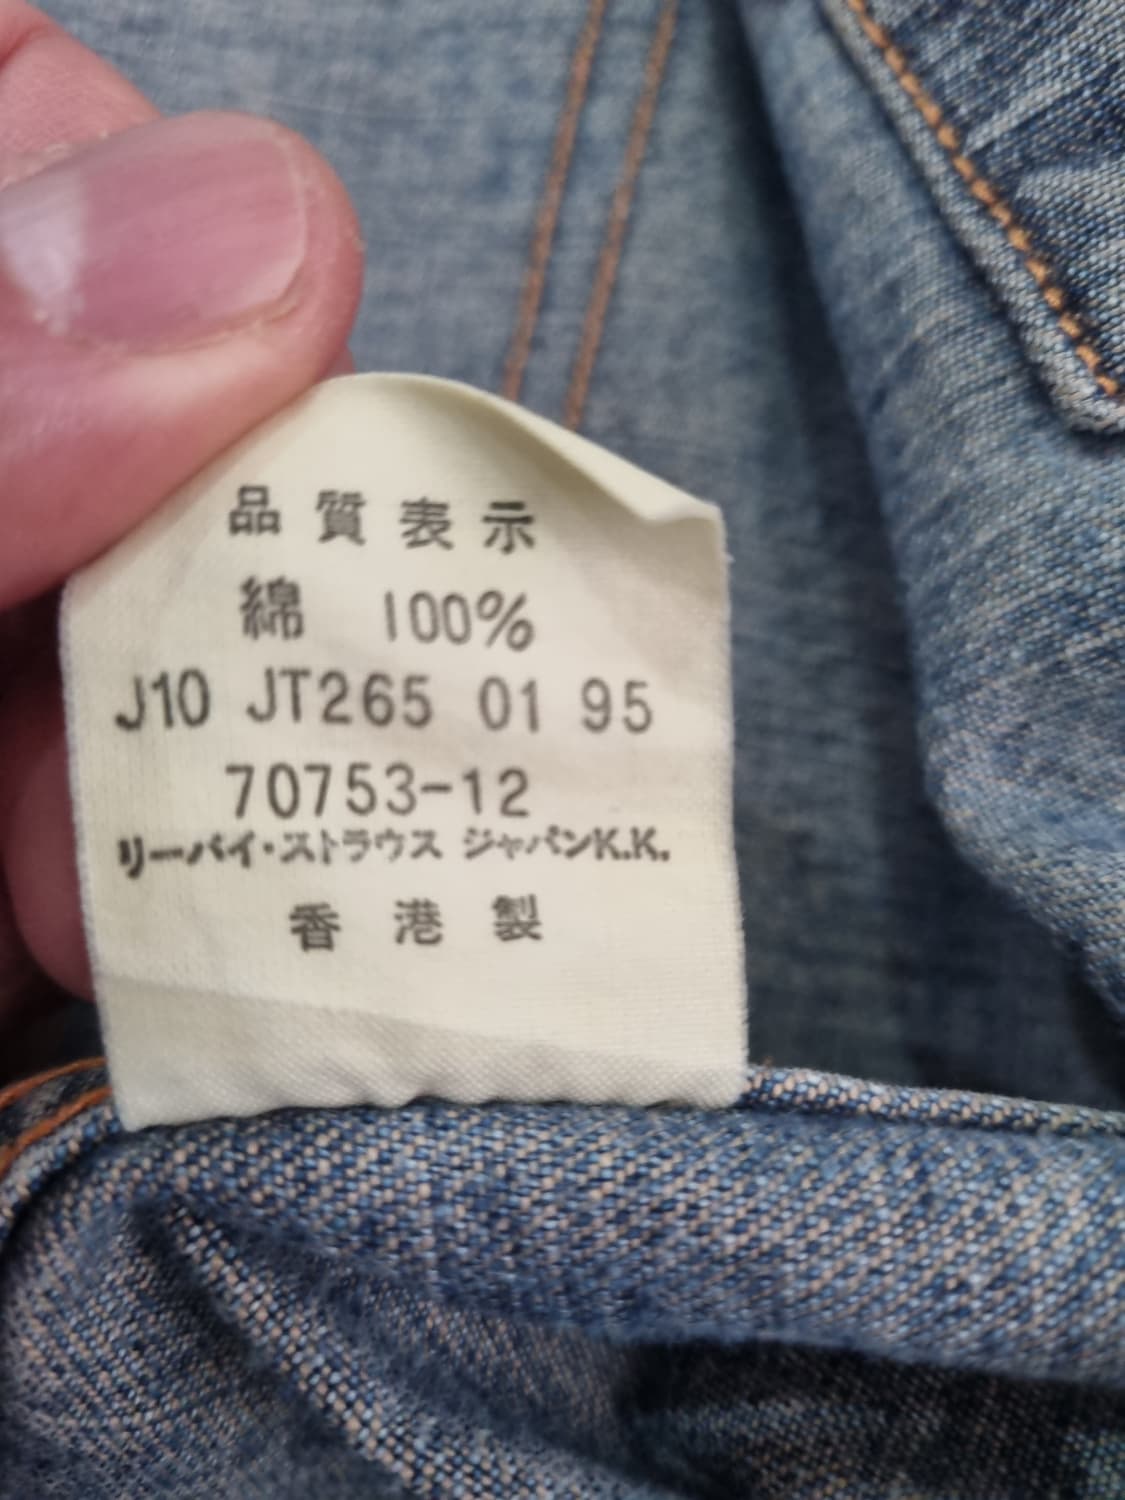 品質表示
綿 100%
J10 JT265 01 95
70753-12
リーバイ・ストラウス ジャパンK.K.
香港製